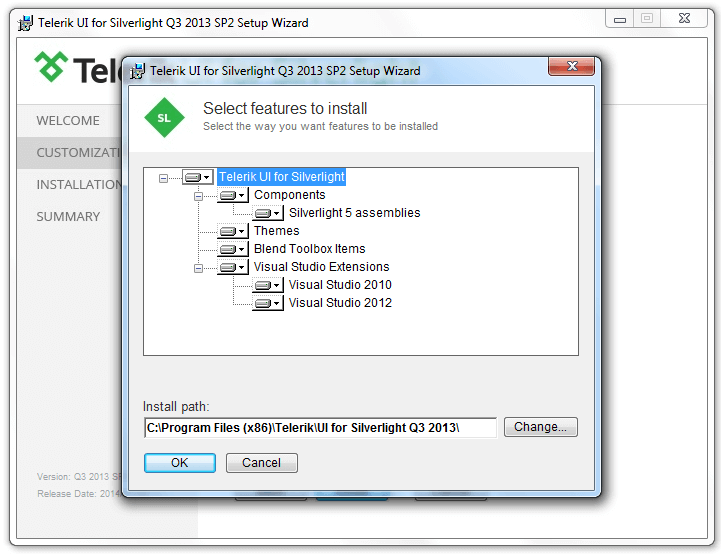 Telerik UI for Silverlight Q3 2013 SP2 Setup Wizard
WELCOME
INSTALLATION
SUMMARY
Version: Q3 2013
Release Date:
Telerik UI for Silverlight Q3 2013 SP2 Setup Wizard
SL
Select features to install
Select the way you want features to be installed
Telerik UI for Silverlight
Components
Silverlight 5 assemblies
Themes
Blend Toolbox Items
Visual Studio Extensions
Visual Studio 2010
Visual Studio 2012
Install path:
C:\Program Files (x86)\Telerik\UI for Silverlight Q3 2013\
Change...
OK
Cancel